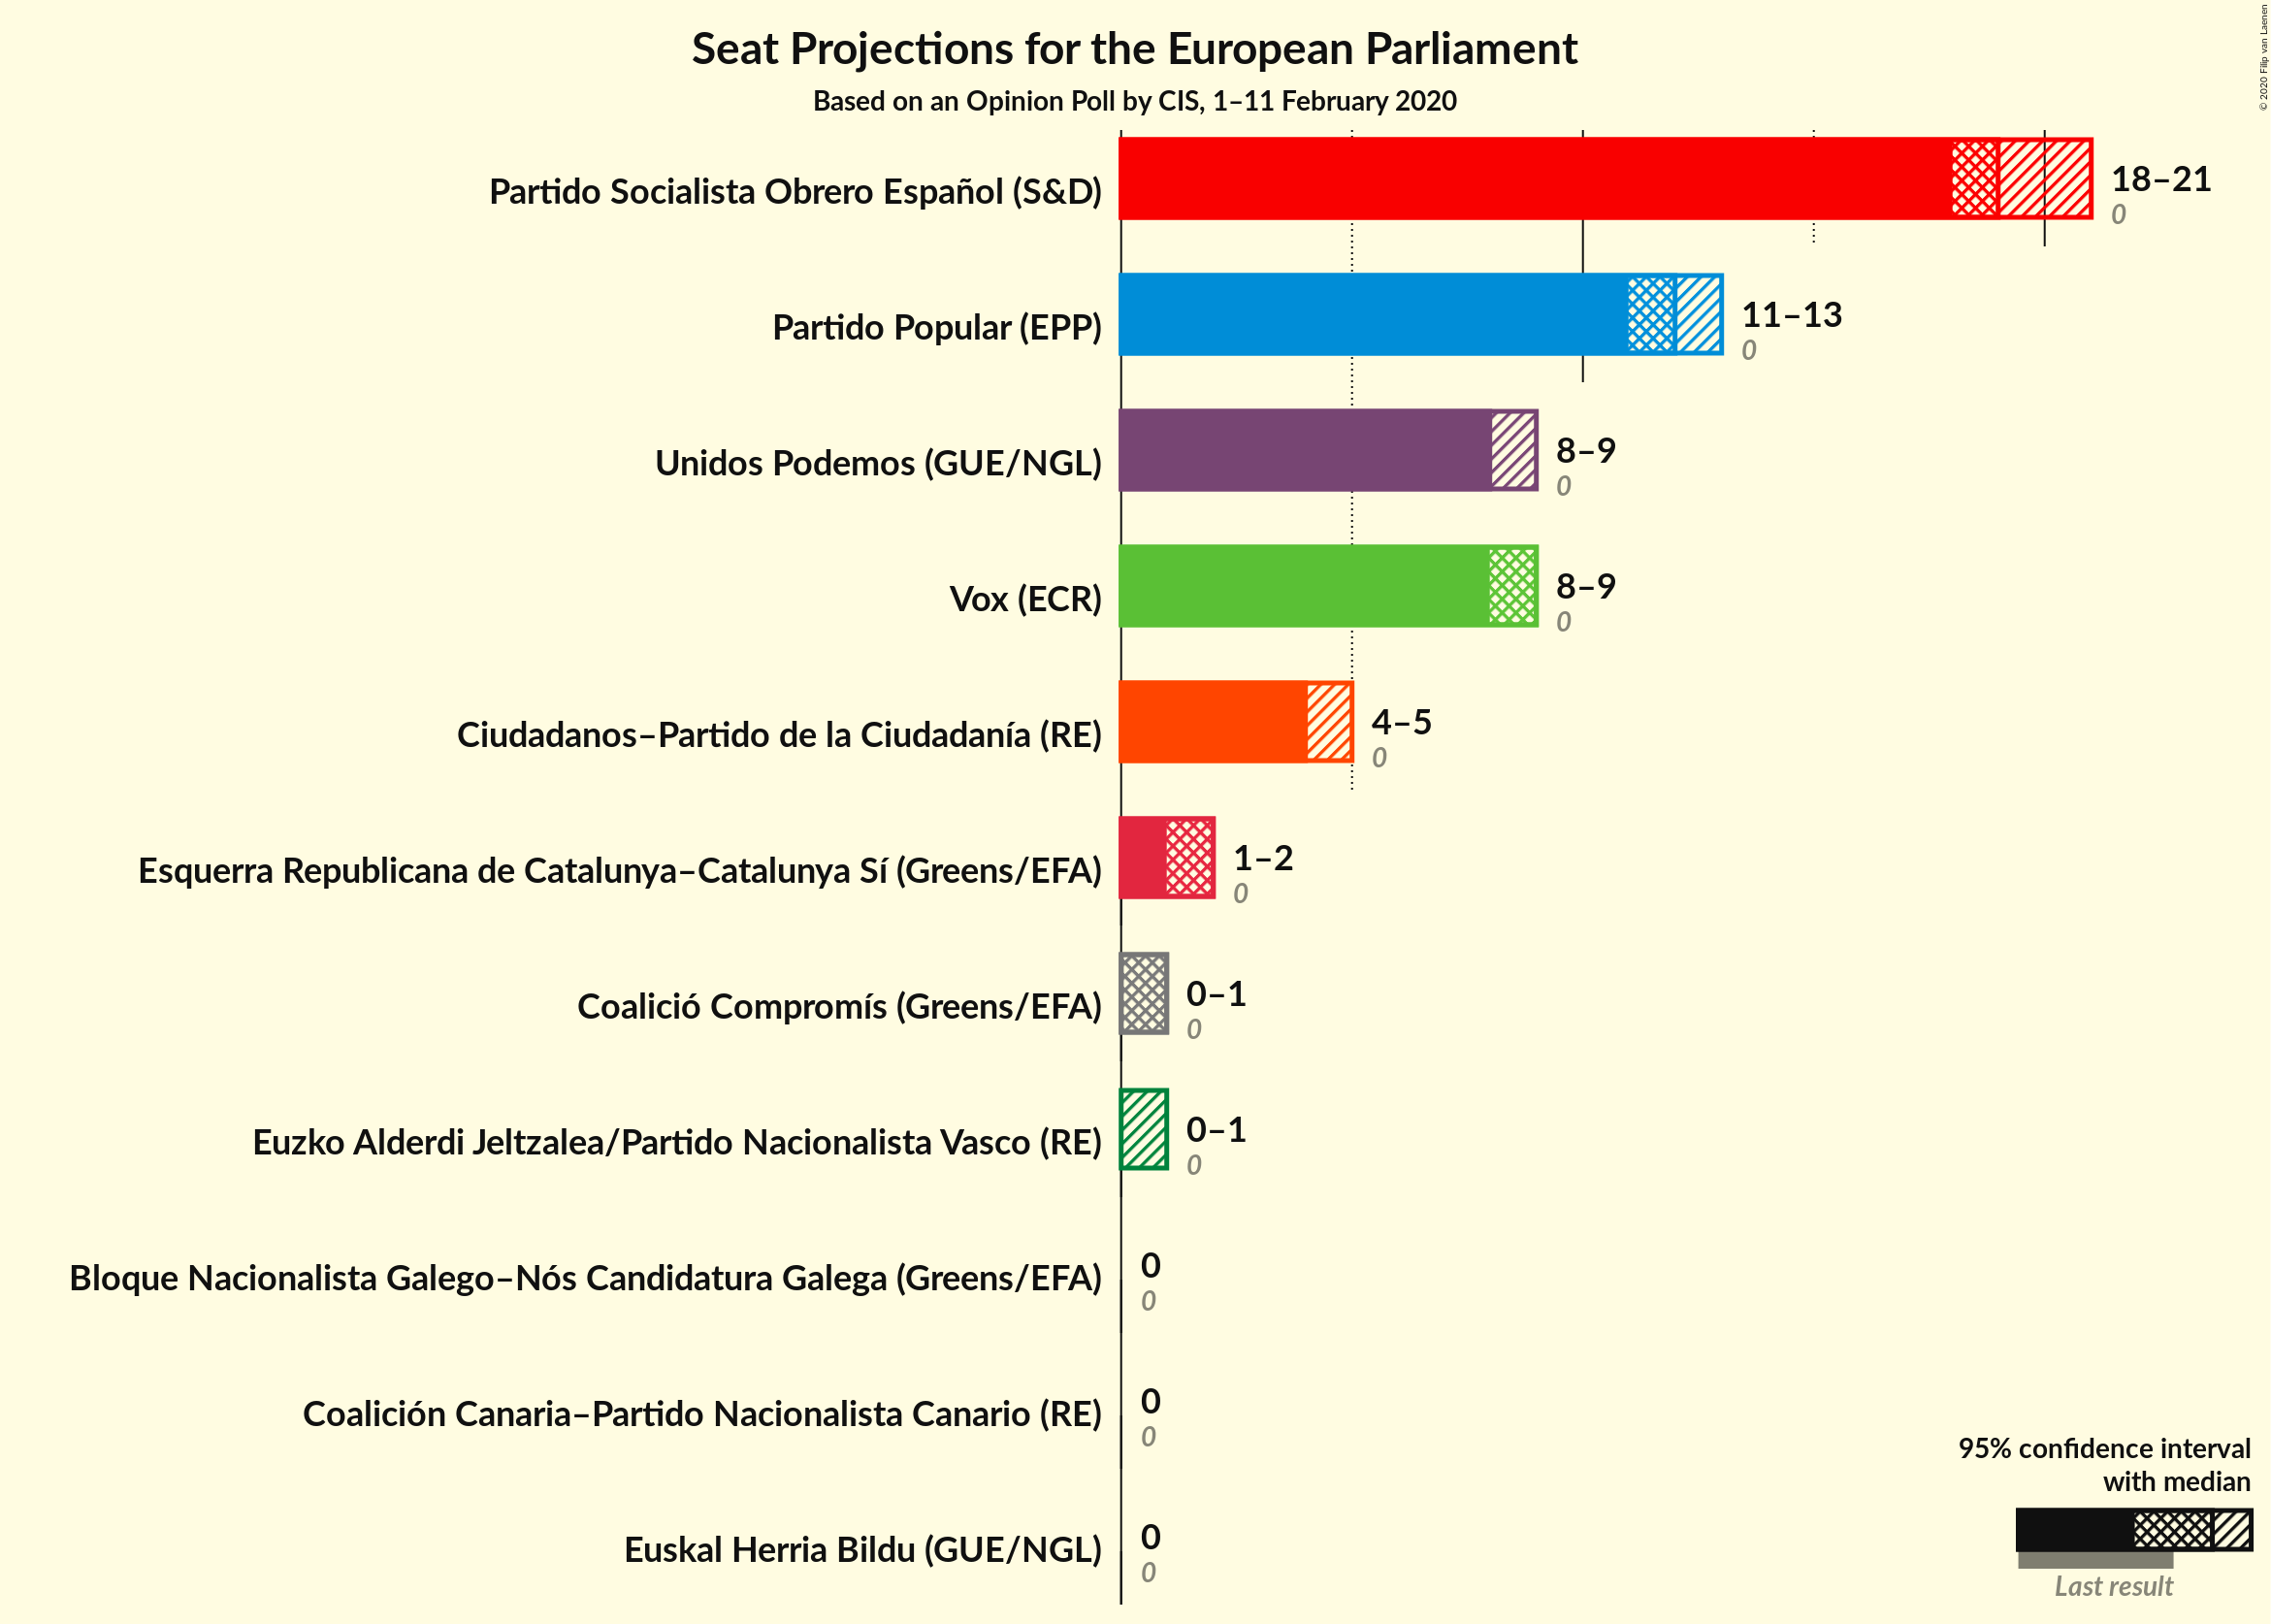 Seat Projections for the European Parliament
Based on an Opinion Poll by CIS, 1–11 February 2020
© 2020 Filip van Laenen
Partido Socialista Obrero Español (S&D)
18–21
0
Partido Popular (EPP)
11–13
0
Unidos Podemos (GUE/NGL)
8–9
0
Vox (ECR)
8–9
0
Ciudadanos–Partido de la Ciudadanía (RE)
4–5
0
Esquerra Republicana de Catalunya–Catalunya Sí (Greens/EFA)
1–2
0
Coalició Compromís (Greens/EFA)
0–1
0
Euzko Alderdi Jeltzalea/Partido Nacionalista Vasco (RE)
0–1
0
Bloque Nacionalista Galego–Nós Candidatura Galega (Greens/EFA)
0
0
Coalición Canaria–Partido Nacionalista Canario (RE)
0
0
Euskal Herria Bildu (GUE/NGL)
0
0
95% confidence interval
with median
Last result